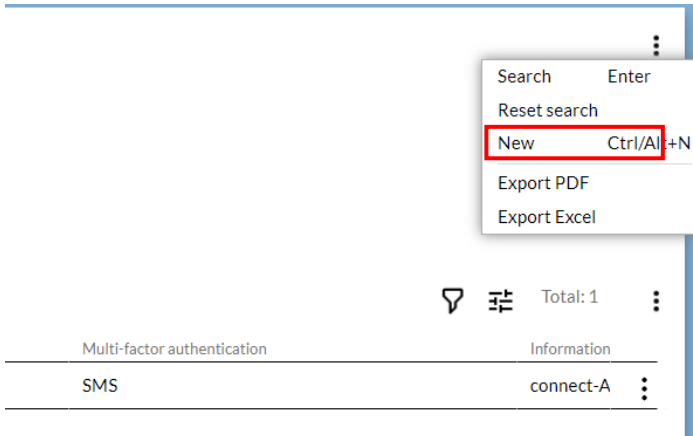 Search Enter
Reset search
New Ctrl/Alt+N
Export PDF
Export Excel
Total: 1
Multi-factor authentication Information
SMS connect-A